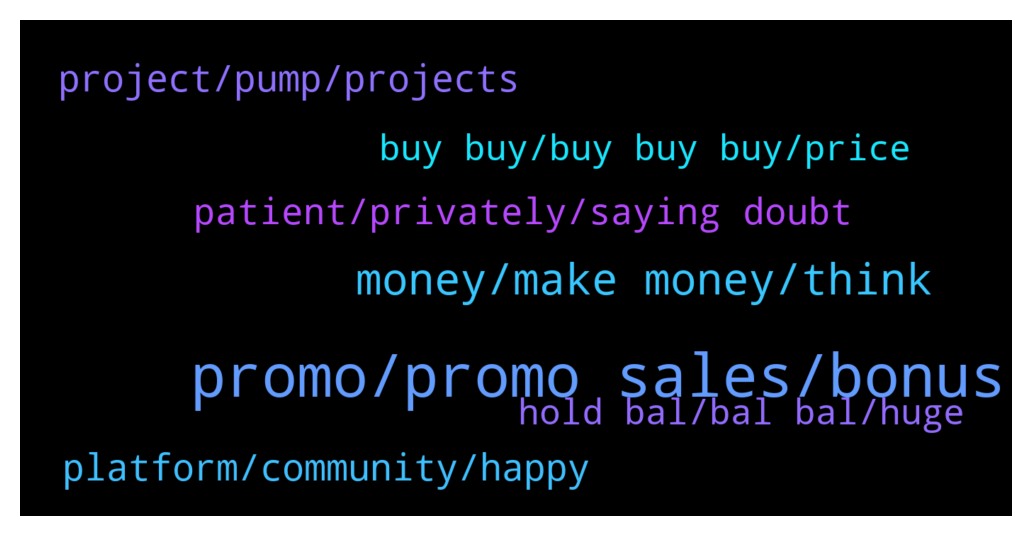 project/pump/projects
buy buy/buy buy buy/price
patient/privately/saying doubt
money/make money/think
promo/promo sales/bonus
hold bal/bal bal/huge
platform/community/happy